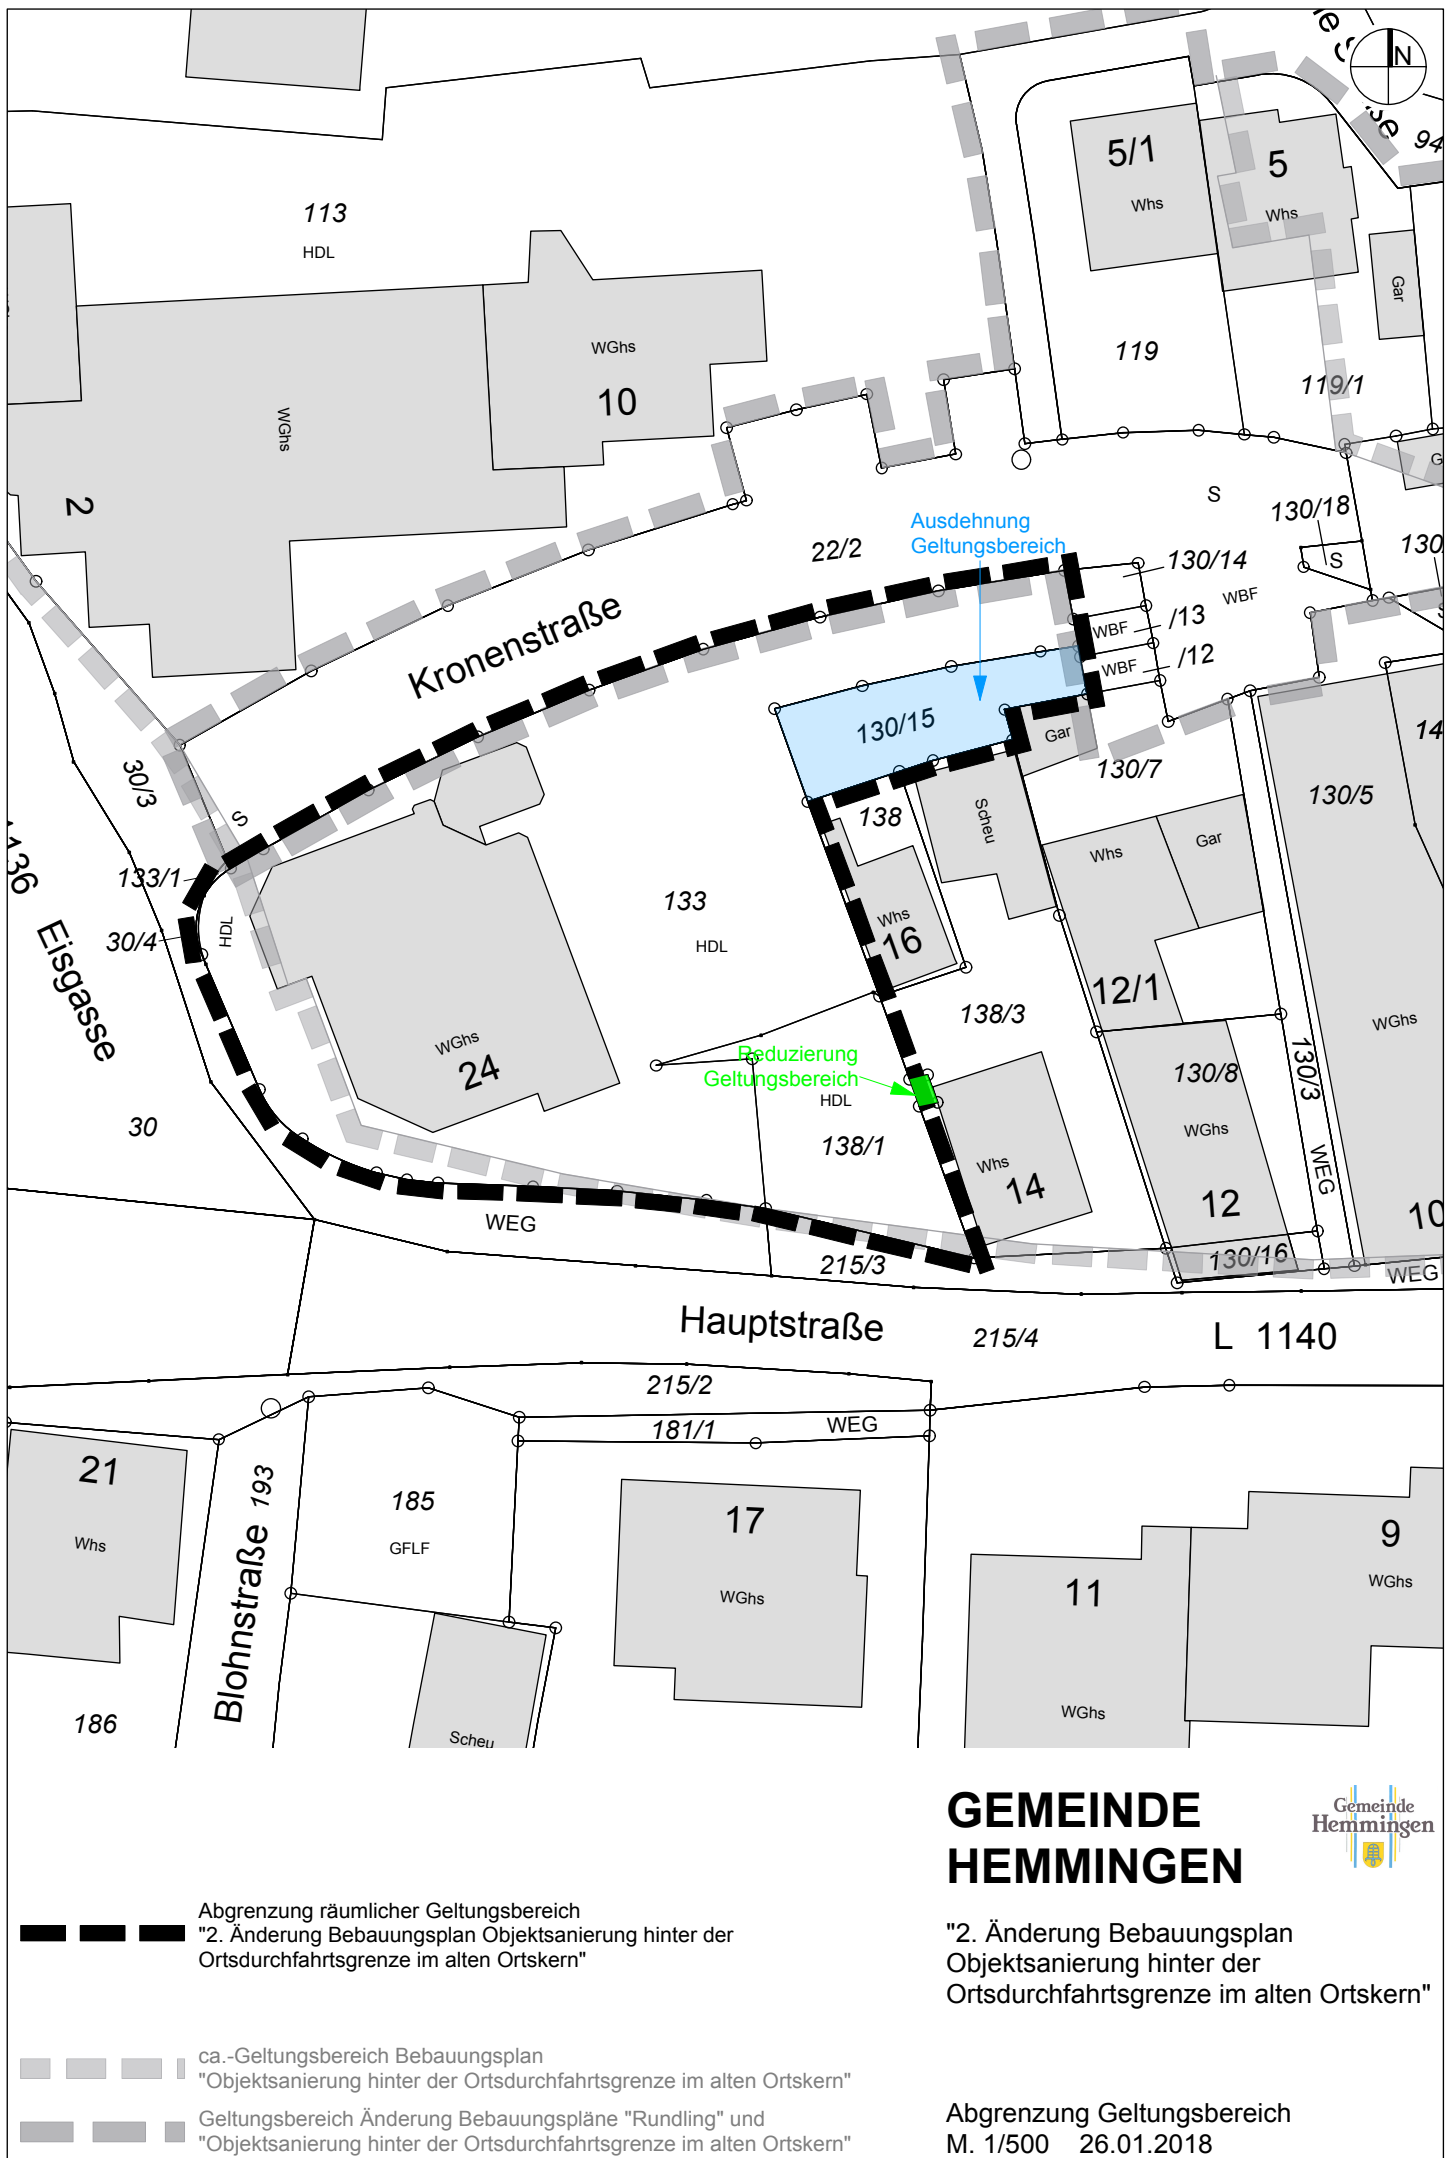 N
5/1
Whs
5
Whs
94
113
HDL
Gar
WGhs
10
119
119/1
WGhs
2
S
130/18
Ausdehnung
Geltungsbereich
22/2
130/14
S
WBF
Kronenstraße
WBF
/13
WBF
/12
130/15
Gar
130/7
14
30/3
S
138
Scheu
130/5
Whs
Gar
133/1
133
HDL
Whs
16
30/4
HDL
Eisgasse
12/1
138/3
WGhs
WGhs
24
Reduzierung
Geltungsbereich
HDL
130/8
130/3
30
138/1
WGhs
Whs
14
WEG
12
10
WEG
215/3
130/16
WEG
Hauptstraße
215/4
L 1140
215/2
181/1
WEG
21
Whs
Blohnstraße
193
185
GFLF
17
WGhs
11
WGhs
9
WGhs
186
Scheu
GEMEINDE
HEMMINGEN
Gemeinde
Hemmingen
Abgrenzung räumlicher Geltungsbereich
"2. Änderung Bebauungsplan Objektsanierung hinter der
Ortsdurchfahrtsgrenze im alten Ortskern"
"2. Änderung Bebauungsplan
Objektsanierung hinter der
Ortsdurchfahrtsgrenze im alten Ortskern"
ca.-Geltungsbereich Bebauungsplan
"Objektsanierung hinter der Ortsdurchfahrtsgrenze im alten Ortskern"
Geltungsbereich Änderung Bebauungspläne "Rundling" und
"Objektsanierung hinter der Ortsdurchfahrtsgrenze im alten Ortskern"
Abgrenzung Geltungsbereich
M. 1/500 26.01.2018